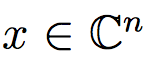 x ∈ ℂⁿ